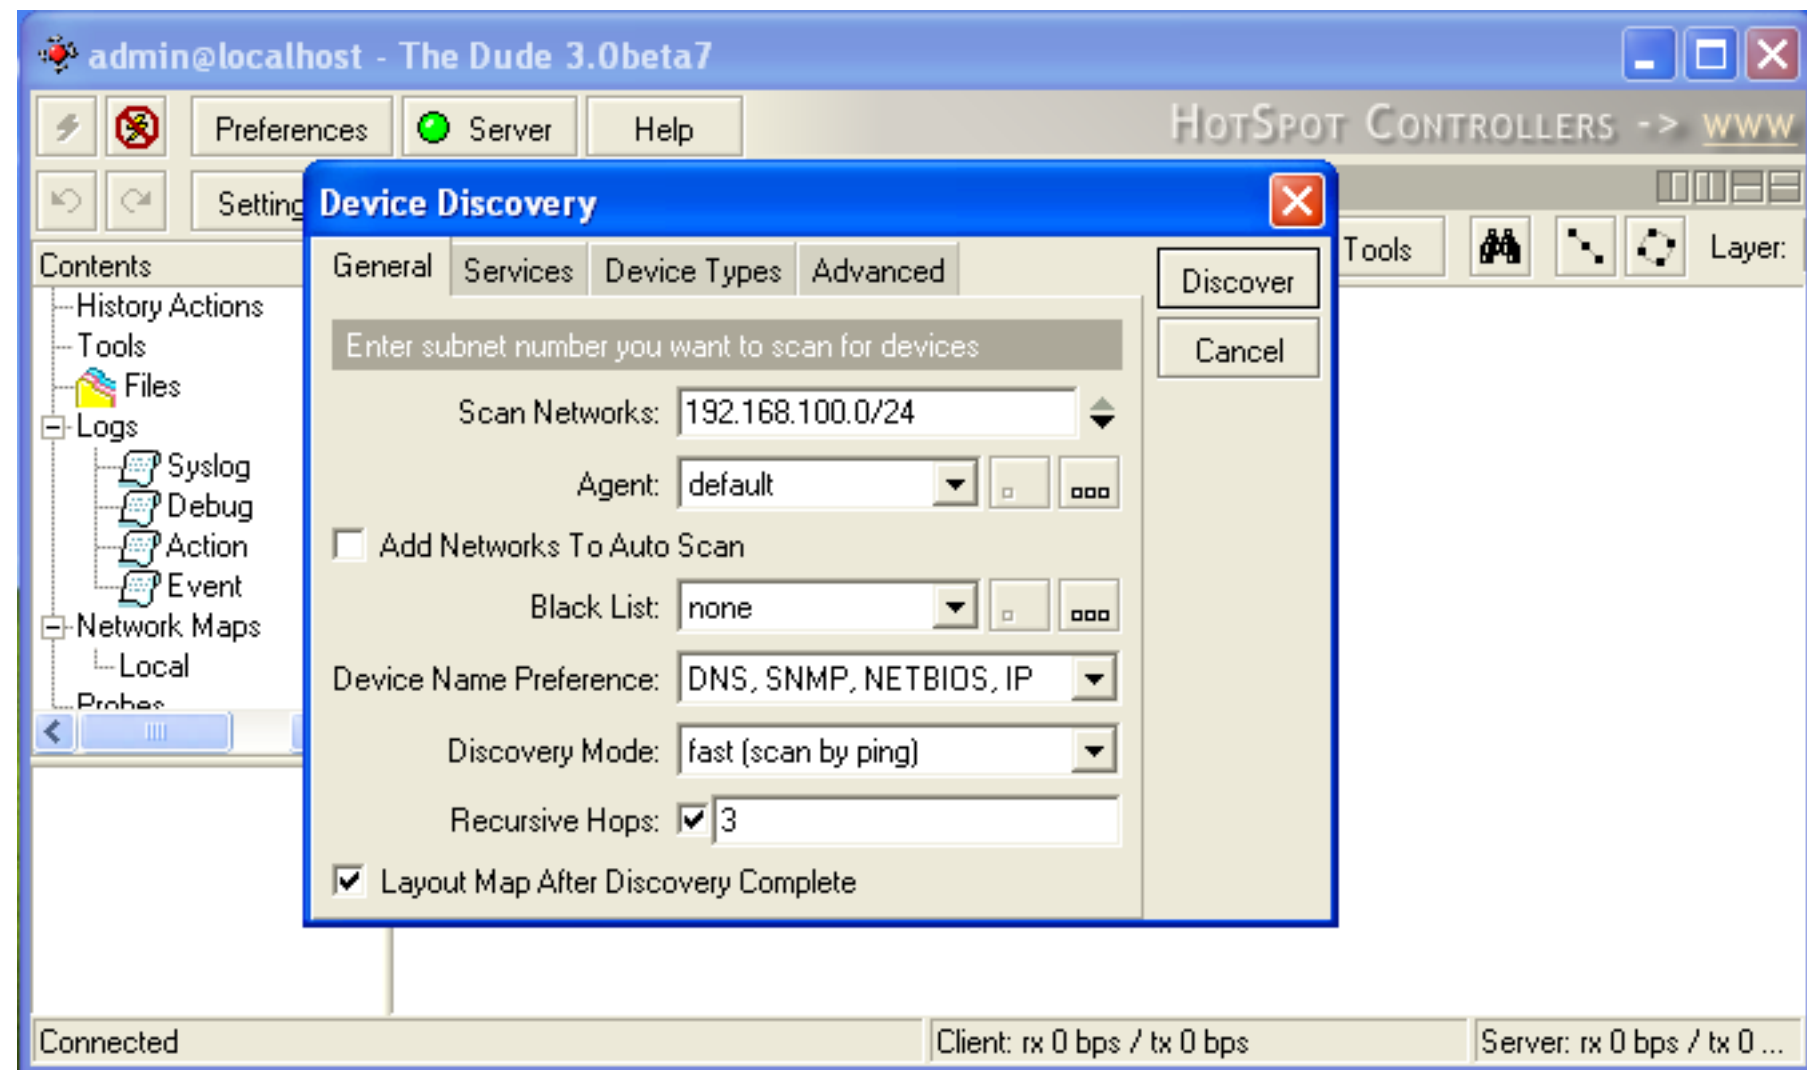 admin@localhost - The Dude 3.0beta7
Preferences Server Help HotSpot Controllers -> www
Setting
Device Discovery
Tools Layer:
Contents
History Actions
Tools
Files
Logs
Syslog
Debug
Action
Event
Network Maps
Local
Probes
General Services Device Types Advanced
Discover
Cancel
Enter subnet number you want to scan for devices
Scan Networks: 192.168.100.0/24
Agent: default
Add Networks To Auto Scan
Black List: none
Device Name Preference: DNS, SNMP, NETBIOS, IP
Discovery Mode: fast (scan by ping)
Recursive Hops: 3
Layout Map After Discovery Complete
Connected Client: rx 0 bps / tx 0 bps Server: rx 0 bps / tx 0 ...